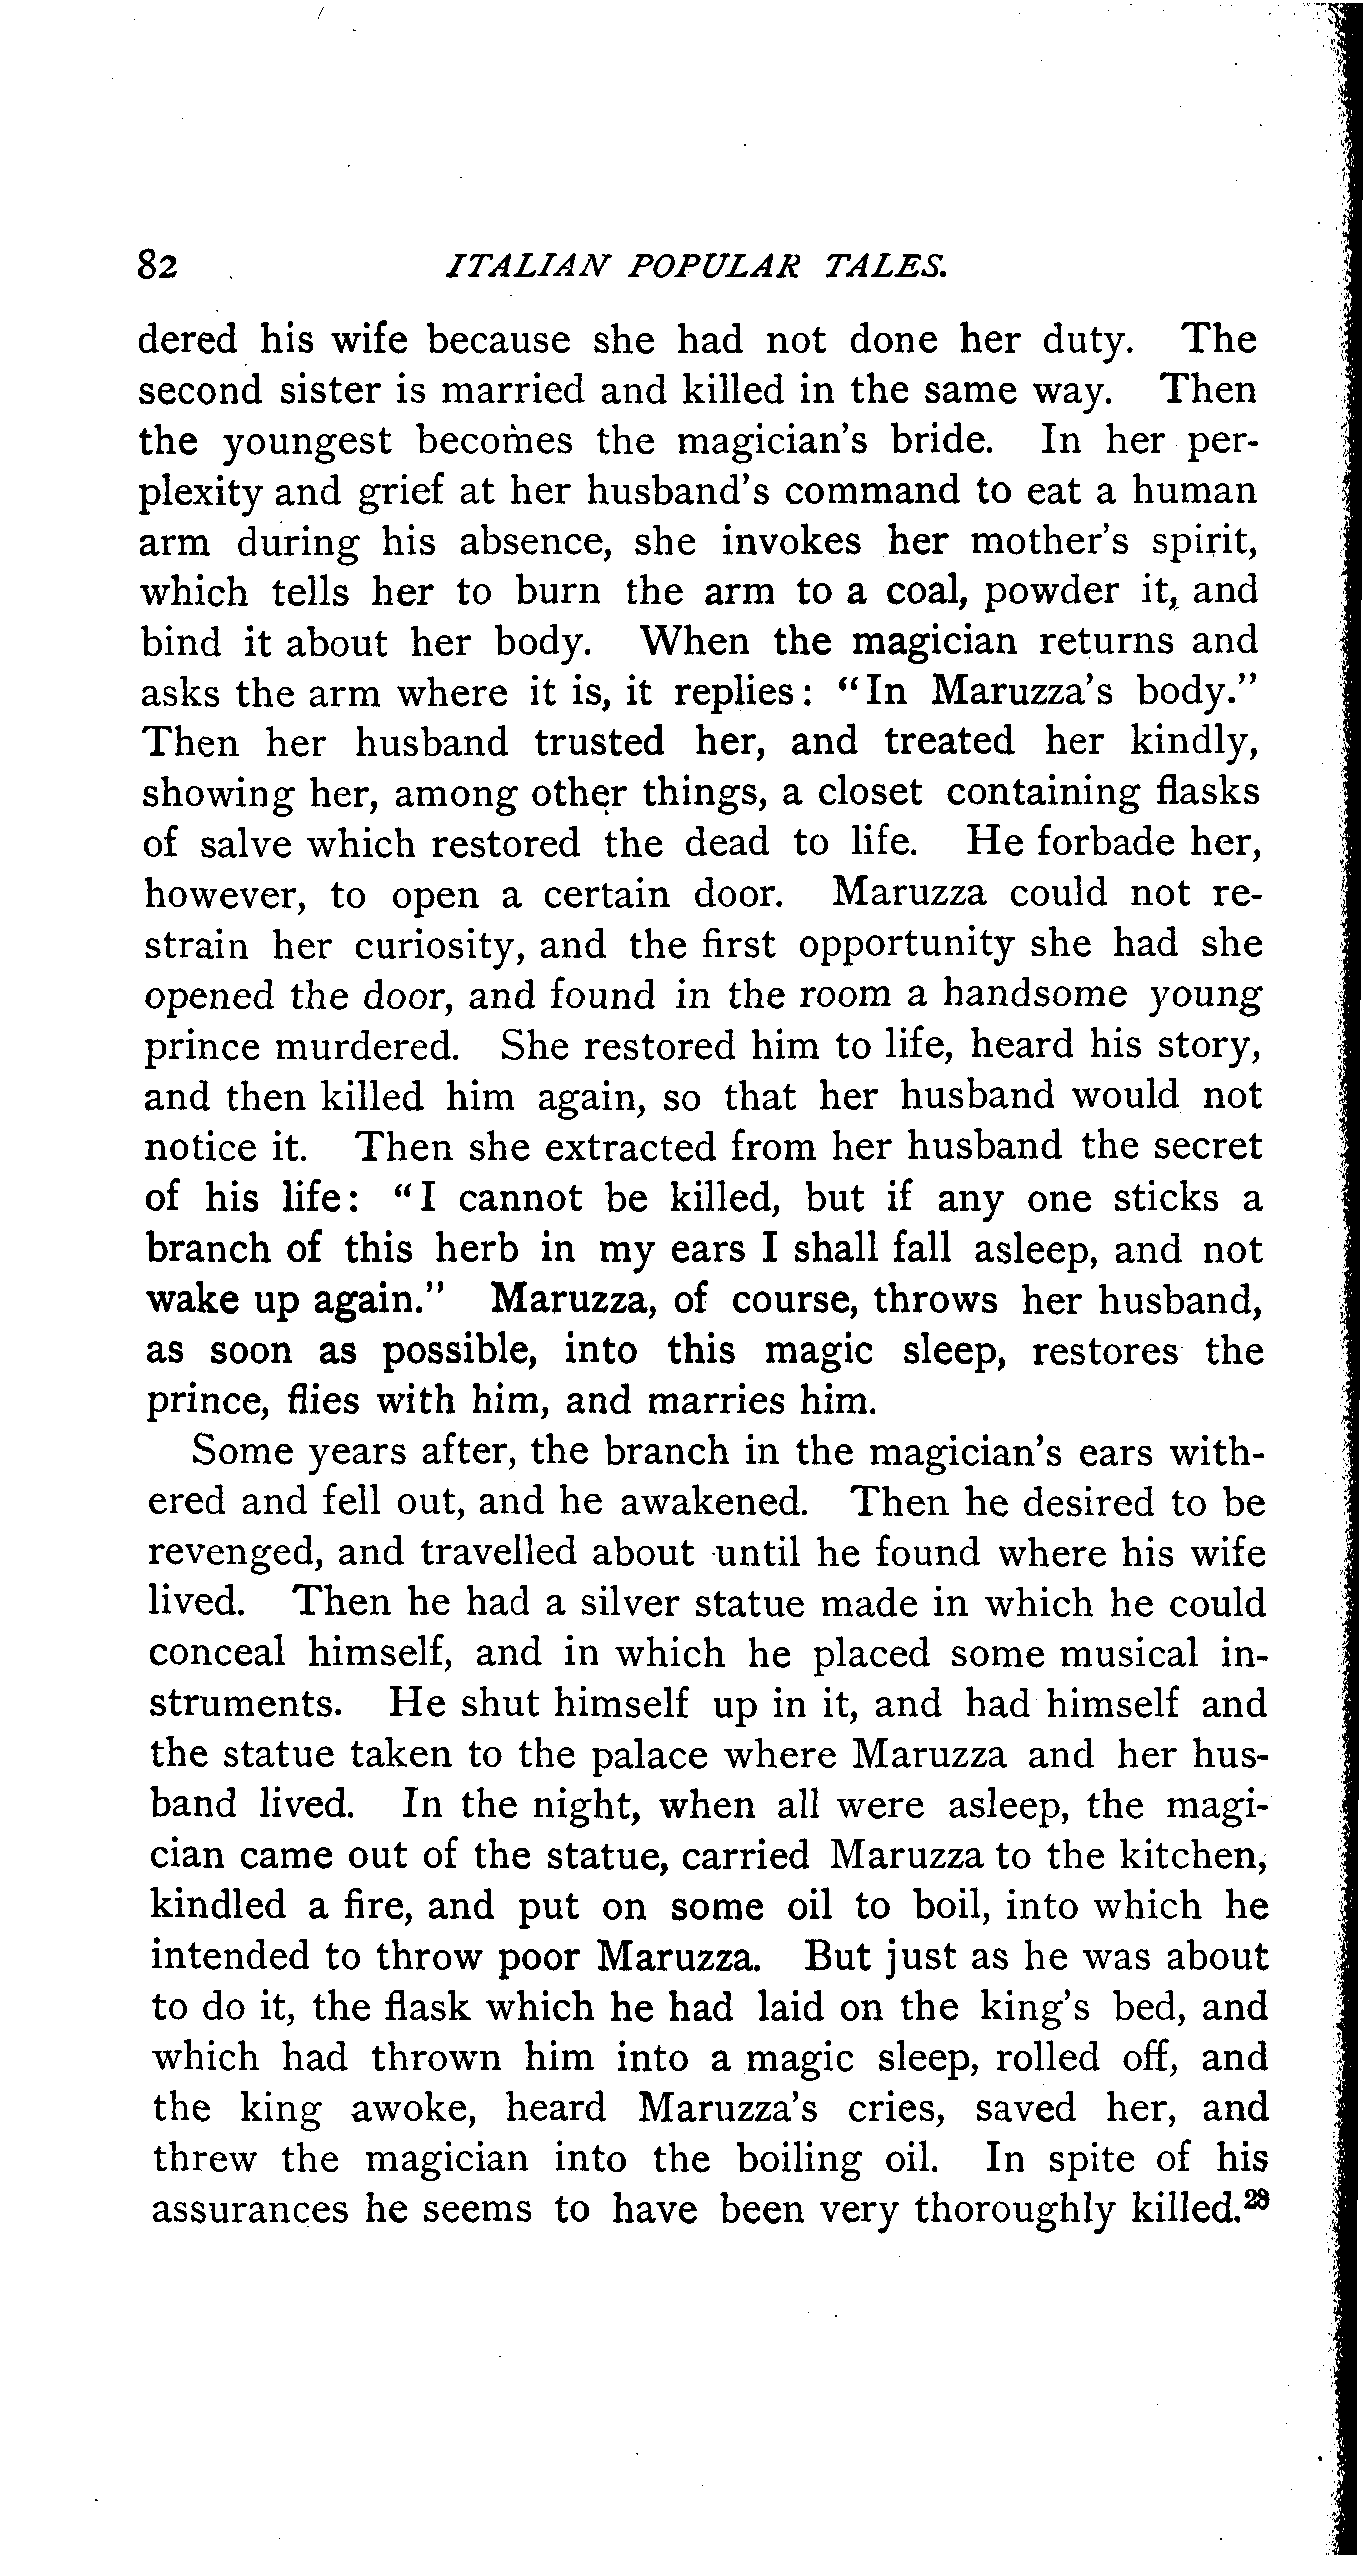 82 ITALIAN POPULAR TALES.
dered his wife because she had not done her duty. The
second sister is married and killed in the same way. Then
the youngest becomes the magician's bride. In her per-
plexity and grief at her husband's command to eat a human
arm during his absence, she invokes her mother's spirit,
which tells her to burn the arm to a coal, powder it, and
bind it about her body. When the magician returns and
asks the arm where it is, it replies: "In Maruzza's body."
Then her husband trusted her, and treated her kindly,
showing her, among other things, a closet containing flasks
of salve which restored the dead to life. He forbade her,
however, to open a certain door. Maruzza could not re-
strain her curiosity, and the first opportunity she had she
opened the door, and found in the room a handsome young
prince murdered. She restored him to life, heard his story,
and then killed him again, so that her husband would not
notice it. Then she extracted from her husband the secret
of his life: "I cannot be killed, but if any one sticks a
branch of this herb in my ears I shall fall asleep, and not
wake up again." Maruzza, of course, throws her husband,
as soon as possible, into this magic sleep, restores the
prince, flies with him, and marries him.
Some years after, the branch in the magician's ears with-
ered and fell out, and he awakened. Then he desired to be
revenged, and travelled about until he found where his wife
lived. Then he had a silver statue made in which he could
conceal himself, and in which he placed some musical in-
struments. He shut himself up in it, and had himself and
the statue taken to the palace where Maruzza and her hus-
band lived. In the night, when all were asleep, the magi-
cian came out of the statue, carried Maruzza to the kitchen,
kindled a fire, and put on some oil to boil, into which he
intended to throw poor Maruzza. But just as he was about
to do it, the flask which he had laid on the king's bed, and
which had thrown him into a magic sleep, rolled off, and
the king awoke, heard Maruzza's cries, saved her, and
threw the magician into the boiling oil. In spite of his
assurances he seems to have been very thoroughly killed.²⁸